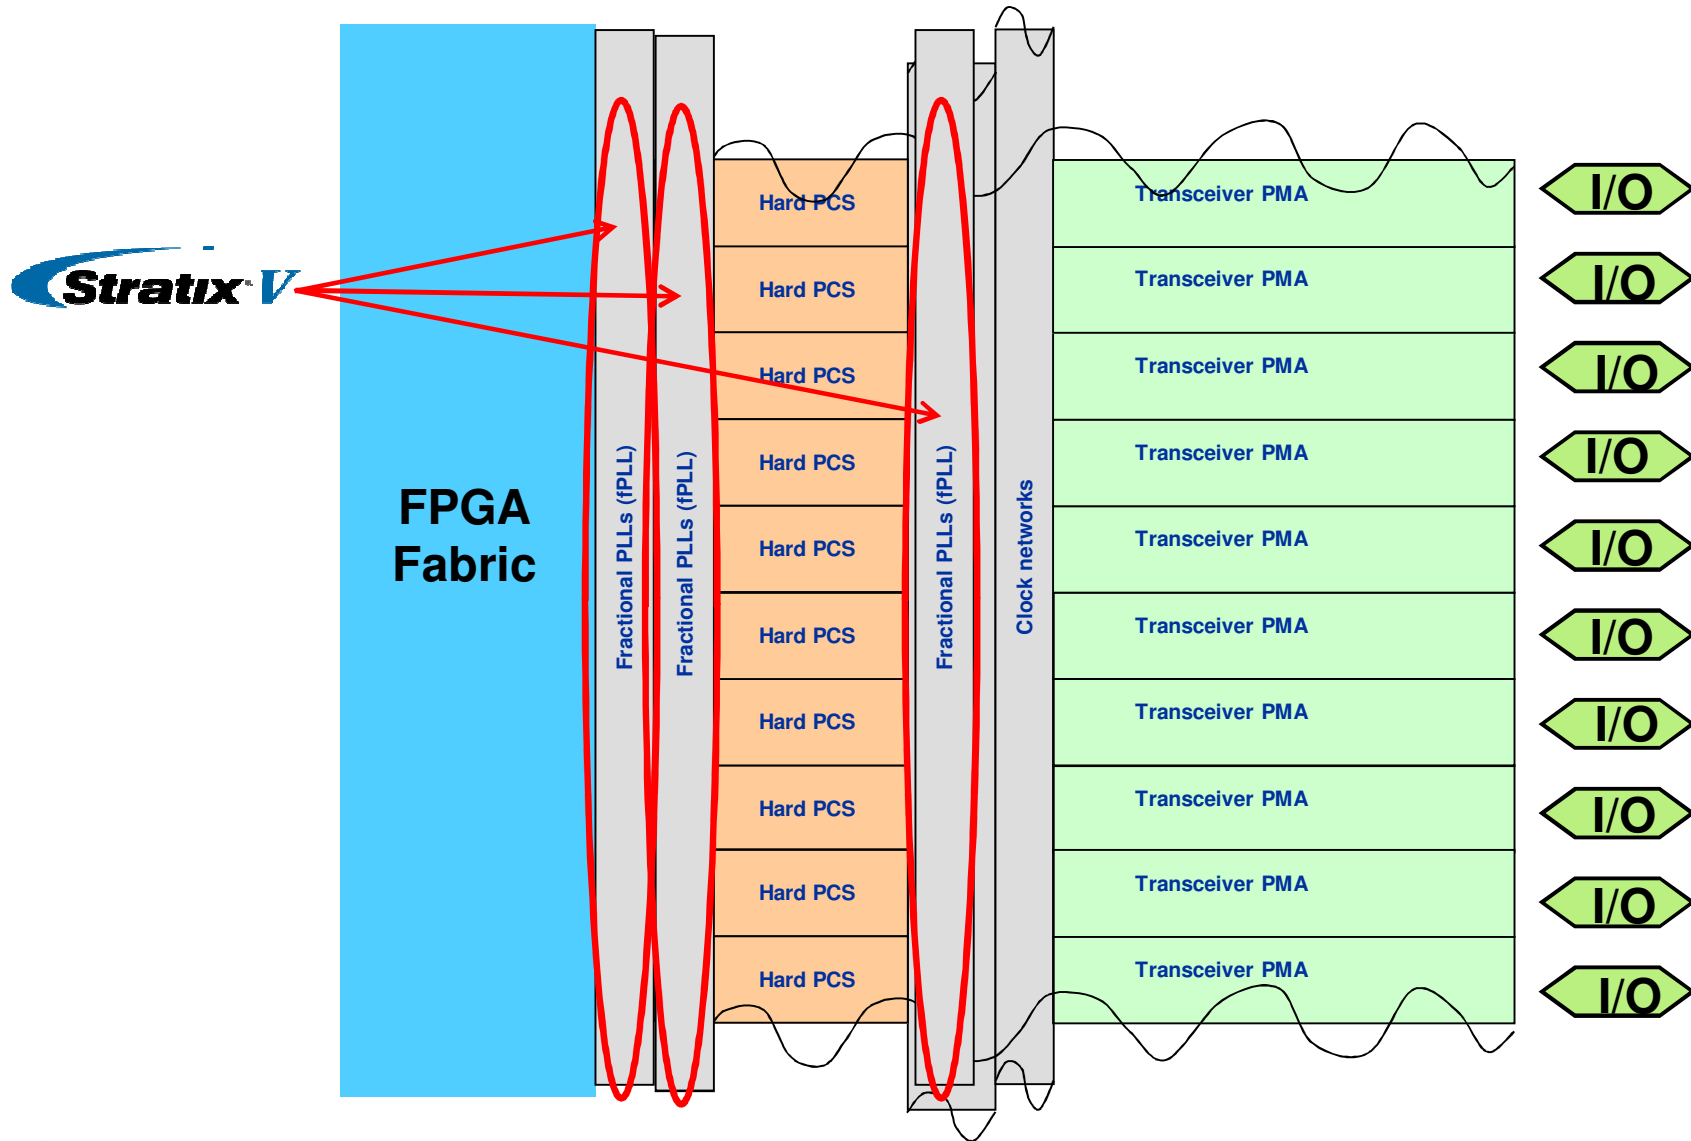 Stratix® V
FPGA
Fabric
Fractional PLLs (fPLL)
Fractional PLLs (fPLL)
Hard PCS
Hard PCS
Hard PCS
Hard PCS
Hard PCS
Hard PCS
Hard PCS
Hard PCS
Hard PCS
Hard PCS
Fractional PLLs (fPLL)
Clock networks
Transceiver PMA
Transceiver PMA
Transceiver PMA
Transceiver PMA
Transceiver PMA
Transceiver PMA
Transceiver PMA
Transceiver PMA
Transceiver PMA
Transceiver PMA
I/O
I/O
I/O
I/O
I/O
I/O
I/O
I/O
I/O
I/O